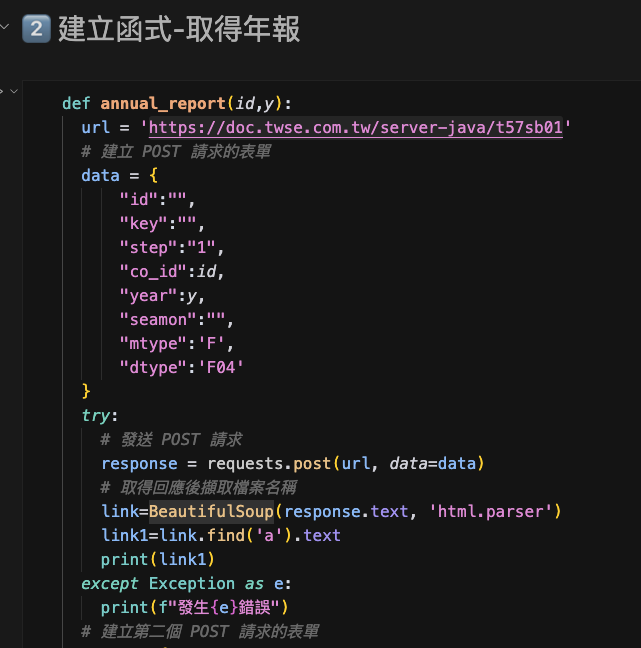 2 建立函式-取得年報
def annual_report(id,y):
url = 'https://doc.twse.com.tw/server-java/t57sb01'
# 建立 POST 請求的表單
data = {
"id":"",
"key":"",
"step":"1",
"co_id":id,
"year":y,
"seamon":"",
"mtype":'F',
"dtype":'F04'
}
try:
# 發送 POST 請求
response = requests.post(url, data=data)
# 取得回應後擷取檔案名稱
link=BeautifulSoup(response.text, 'html.parser')
link1=link.find('a').text
print(link1)
except Exception as e:
print(f"發生{e}錯誤")
# 建立第二個 POST 請求的表單